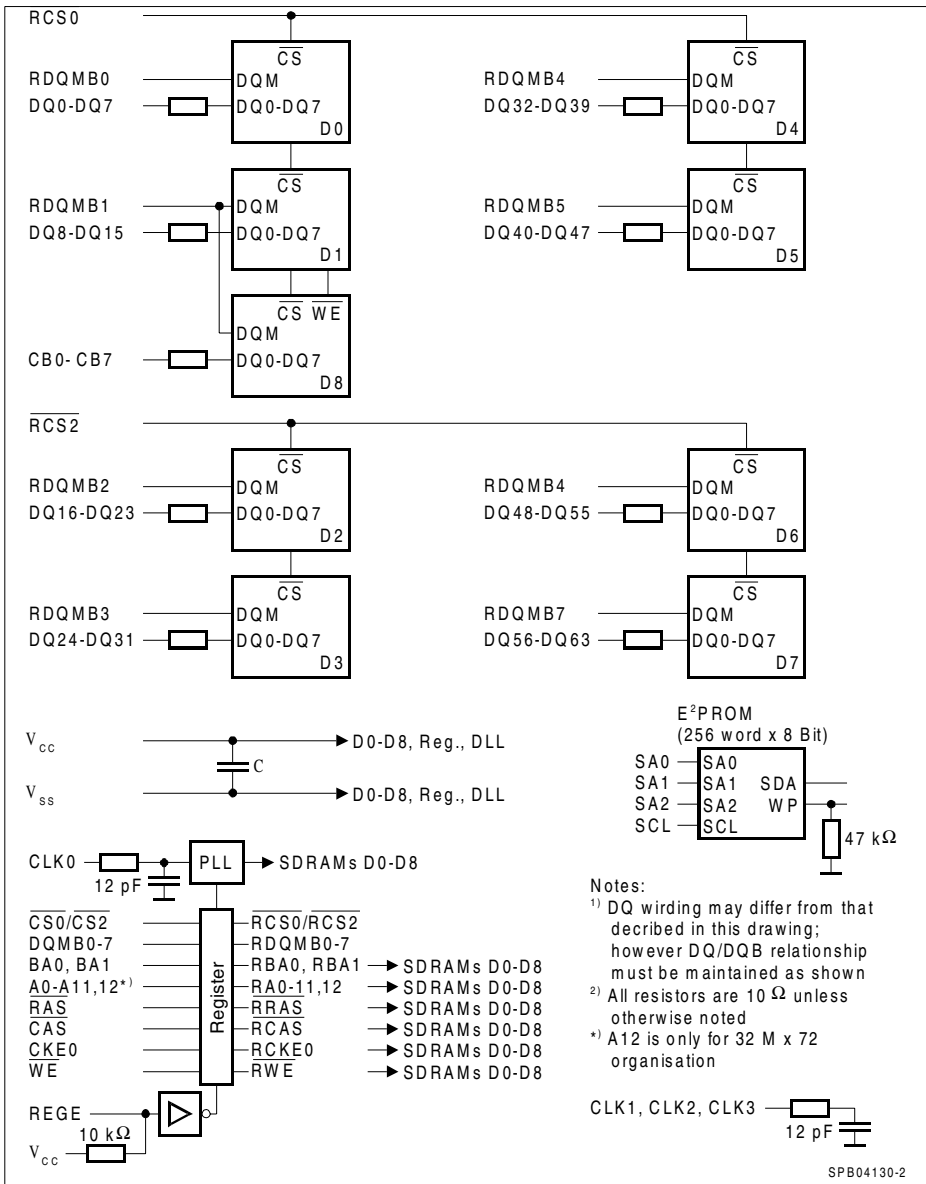 RCS0
CS CS
RDQMB0 DQM RDQMB4 DQM
DQ0-DQ7 DQ0-DQ7 DQ32-DQ39 DQ0-DQ7
D0 D4
CS CS
RDQMB1 DQM RDQMB5 DQM
DQ8-DQ15 DQ0-DQ7 DQ40-DQ47 DQ0-DQ7
D1 D5
CS WE
DQM
CB0-CB7 DQ0-DQ7
D8
RCS2
CS CS
RDQMB2 DQM RDQMB4 DQM
DQ16-DQ23 DQ0-DQ7 DQ48-DQ55 DQ0-DQ7
D2 D6
CS CS
RDQMB3 DQM RDQMB7 DQM
DQ24-DQ31 DQ0-DQ7 DQ56-DQ63 DQ0-DQ7
D3 D7
VCC D0-D8, Reg., DLL
C
VSS D0-D8, Reg., DLL
E²PROM
(256 word x 8 Bit)
SA0 SA0
SA1 SA1 SDA
SA2 SA2 WP
SCL SCL
47 kΩ
CLK0 PLL SDRAMs D0-D8
12 pF
CS0/CS2 RCS0/RCS2
DQMB0-7 RDQMB0-7
BA0, BA1 RBA0, RBA1 SDRAMs D0-D8
A0-A11,12*) RA0-11,12 SDRAMs D0-D8
RAS RRAS SDRAMs D0-D8
CAS RCAS SDRAMs D0-D8
CKE0 RCKE0 SDRAMs D0-D8
WE RWE SDRAMs D0-D8
Register
REGE
10 kΩ
VCC
Notes:
1) DQ wirding may differ from that
decribed in this drawing;
however DQ/DQB relationship
must be maintained as shown
2) All resistors are 10 Ω unless
otherwise noted
*) A12 is only for 32 M x 72
organisation
CLK1, CLK2, CLK3
12 pF
SPB04130-2